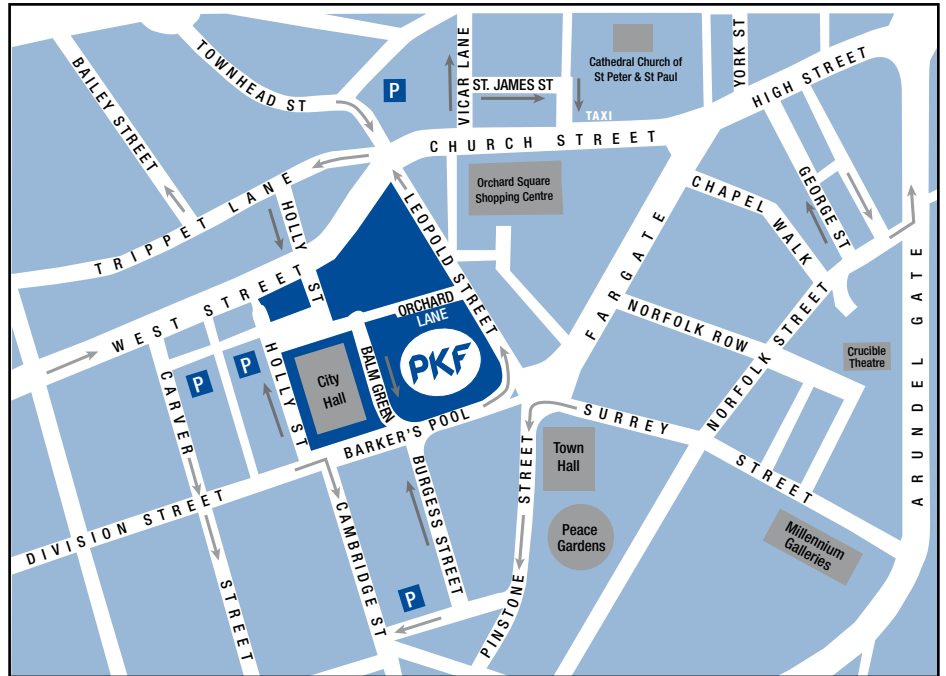 TOWNHEAD ST
BAILEY STREET
P
VICAR LANE
ST. JAMES ST
Cathedral Church of
St Peter & St Paul
TAXI
YORK ST
HIGH STREET
CHURCH STREET
TRIPPET LANE
HOLLY ST
LEOPOLD STREET
Orchard Square
Shopping Centre
CHAPEL WALK
GEORGE ST
FARGATE
WEST STREET
ORCHARD
LANE
PKF
BALM GREEN
City
Hall
HOLLY ST
P
P
CARVER STREET
BARKER'S POOL
DIVISION STREET
NORFOLK ROW
NORFOLK STREET
Crucible
Theatre
ARUNDEL GATE
SURREY STREET
Town
Hall
Peace
Gardens
Millennium
Galleries
BURGESS STREET
CAMBRIDGE ST
P
PINSTONE STREET